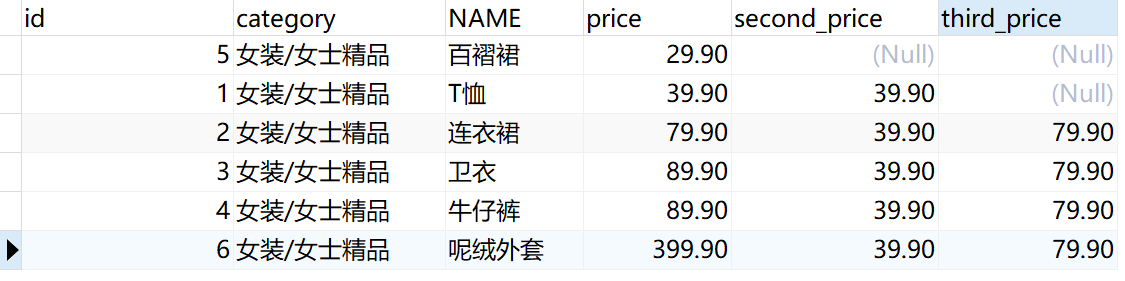 id category NAME price second_price third_price
5 女装/女士精品 百褶裙 29.90 (Null) (Null)
1 女装/女士精品 T恤 39.90 39.90 (Null)
2 女装/女士精品 连衣裙 79.90 39.90 79.90
3 女装/女士精品 卫衣 89.90 39.90 79.90
4 女装/女士精品 牛仔裤 89.90 39.90 79.90
6 女装/女士精品 呢绒外套 399.90 39.90 79.90